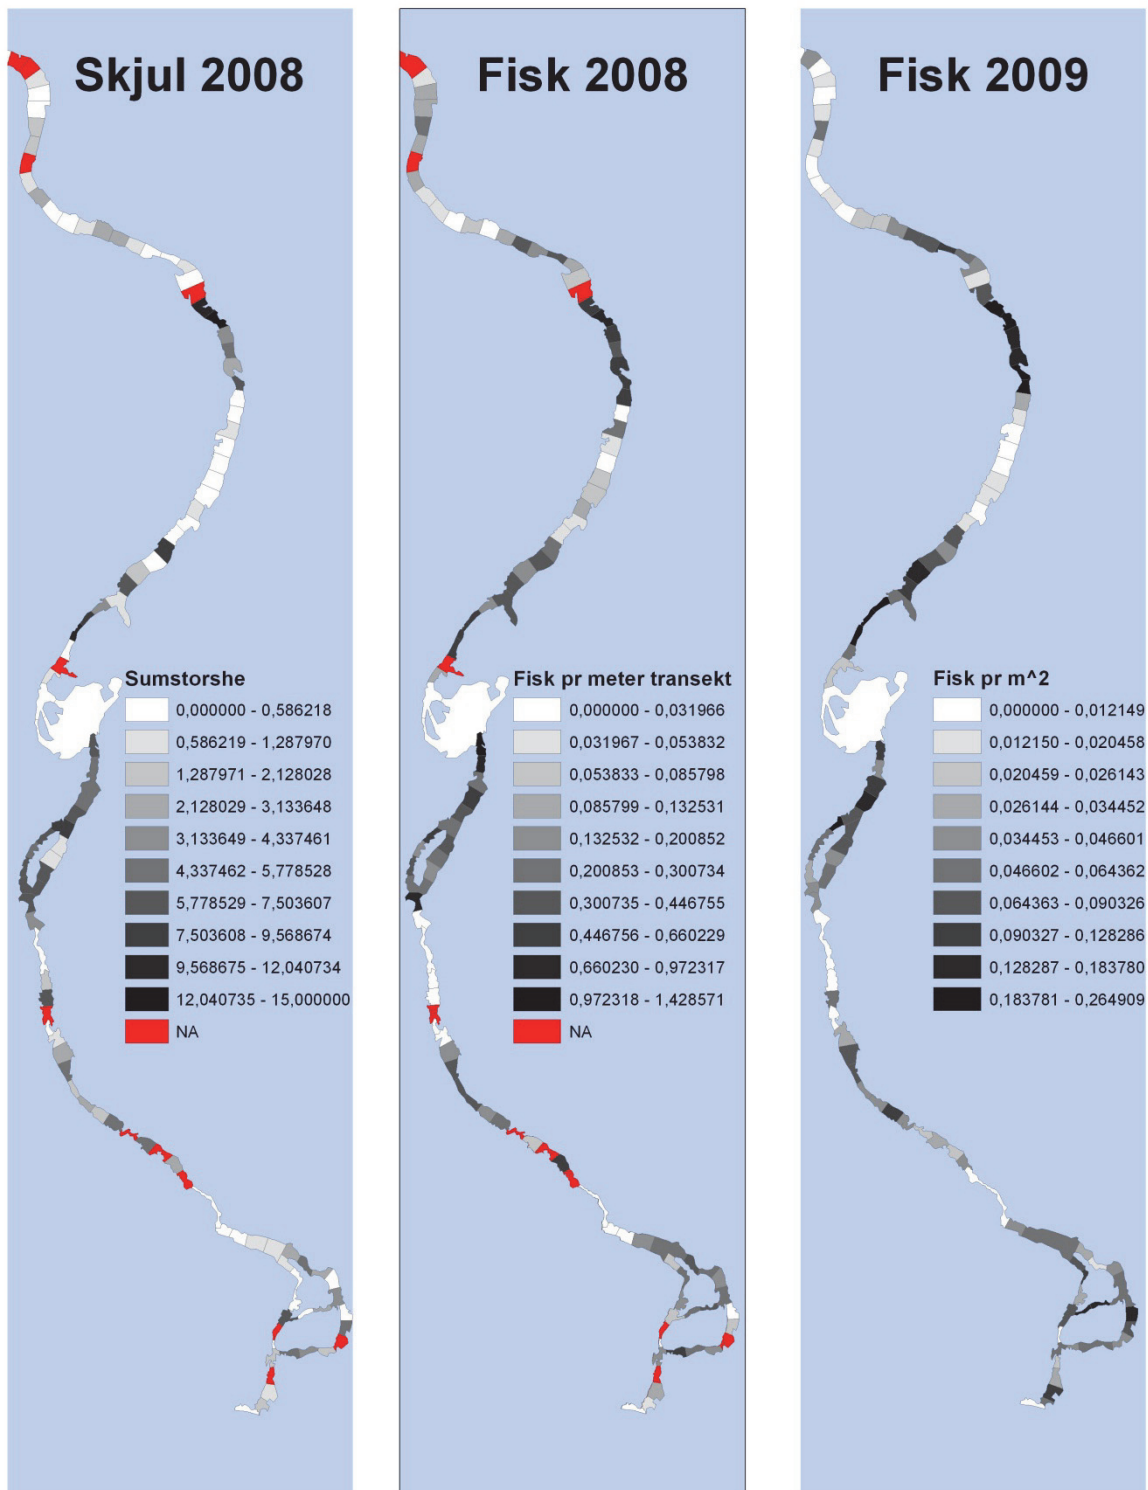 Skjul 2008
Sumstorshe
0,000000 - 0,586218
0,586219 - 1,287970
1,287971 - 2,128028
2,128029 - 3,133648
3,133649 - 4,337461
4,337462 - 5,778528
5,778529 - 7,503607
7,503608 - 9,568674
9,568675 - 12,040734
12,040735 - 15,000000
NA
Fisk 2008
Fisk pr meter transekt
0,000000 - 0,031966
0,031967 - 0,053832
0,053833 - 0,085798
0,085799 - 0,132531
0,132532 - 0,200852
0,200853 - 0,300734
0,300735 - 0,446755
0,446756 - 0,660229
0,660230 - 0,972317
0,972318 - 1,428571
NA
Fisk 2009
Fisk pr m^2
0,000000 - 0,012149
0,012150 - 0,020458
0,020459 - 0,026143
0,026144 - 0,034452
0,034453 - 0,046601
0,046602 - 0,064362
0,064363 - 0,090326
0,090327 - 0,128286
0,128287 - 0,183780
0,183781 - 0,264909